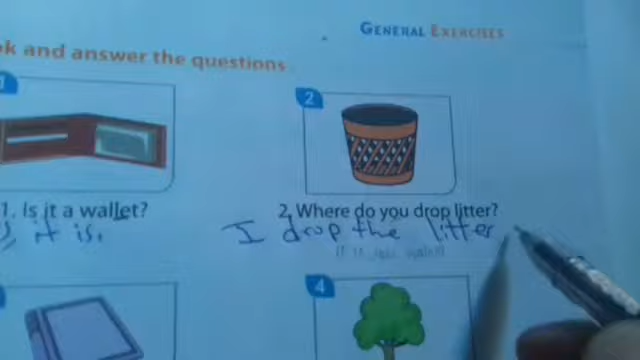 GENERAL EXERCISES
ok and answer the questions
1
2
1. Is it a wallet?
2. Where do you drop litter?
it is.
I drop the litter
4